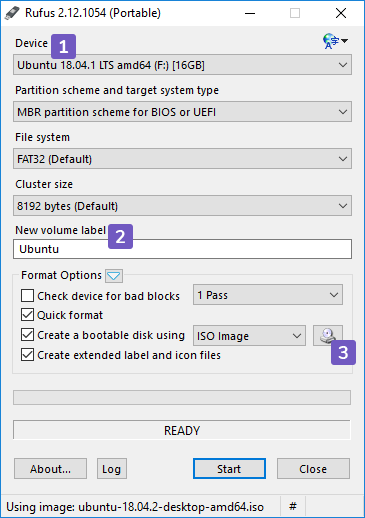 Rufus 2.12.1054 (Portable)
Device 1
Ubuntu 18.04.1 LTS amd64 (F:) [16GB]
Partition scheme and target system type
MBR partition scheme for BIOS or UEFI
File system
FAT32 (Default)
Cluster size
8192 bytes (Default)
New volume label 2
Ubuntu
Format Options
Check device for bad blocks 1 Pass
Quick format
Create a bootable disk using ISO Image
3
Create extended label and icon files
READY
About... Log Start Close
Using image: ubuntu-18.04.2-desktop-amd64.iso #